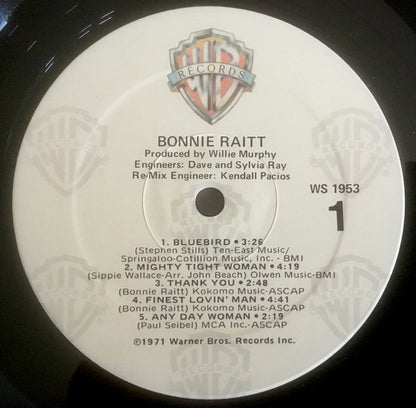 WB
RECORDS
BONNIE RAITT
Produced by Willie Murphy
Engineers: Dave and Sylvia Ray
Re-Mix Engineer: Kendall Pacios
WS 1953
1
1. BLUEBIRD • 3:26
(Stephen Stills) Ten-East Music/
Springaloo-Cotillion Music, Inc. - BMI
2. MIGHTY TIGHT WOMAN • 4:19
(Sippie Wallace-Arr. John Beach) Olwen Music-BMI
3. THANK YOU • 2:48
(Bonnie Raitt) Kokomo Music-ASCAP
4. FINEST LOVIN' MAN • 4:41
(Bonnie Raitt) Kokomo Music-ASCAP
5. ANY DAY WOMAN • 2:19
(Paul Seibel) MCA Inc.-ASCAP
©1971 Warner Bros. Records Inc.